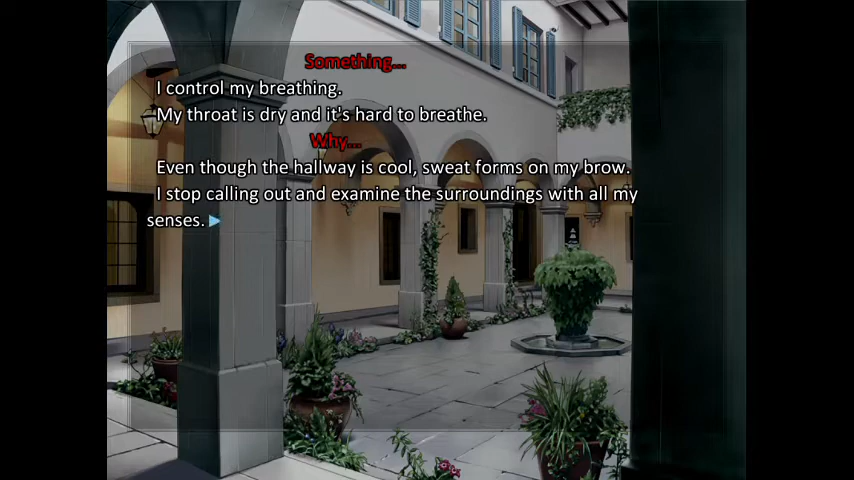 Something...
I control my breathing.
My throat is dry and it's hard to breathe.
Why...
Even though the hallway is cool, sweat forms on my brow.
I stop calling out and examine the surroundings with all my
senses.